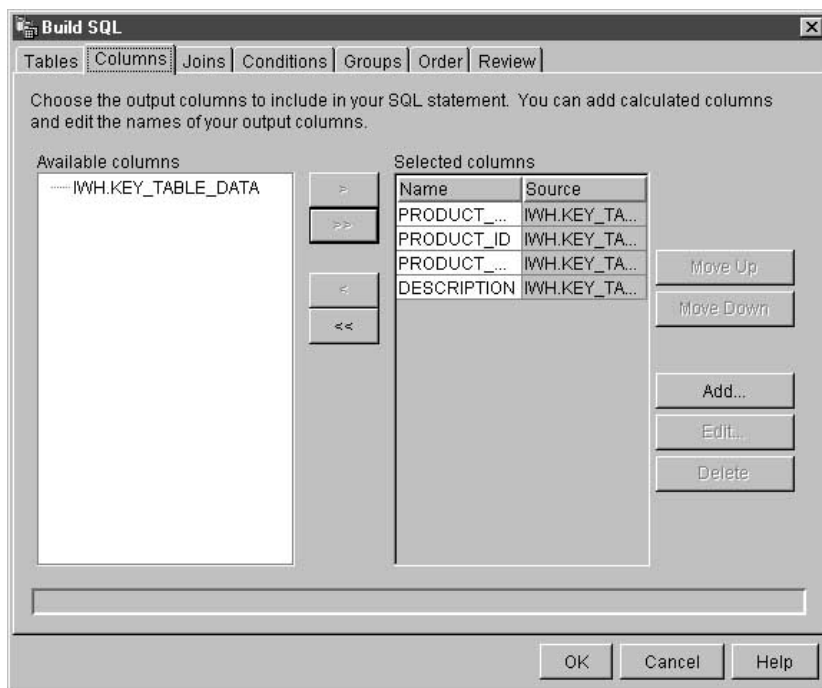 Build SQL
Tables Columns Joins Conditions Groups Order Review
Choose the output columns to include in your SQL statement. You can add calculated columns
and edit the names of your output columns.
Available columns
IWH.KEY_TABLE_DATA
>
>>
<
<<
Selected columns
Name Source
PRODUCT_... IWH.KEY_TA...
PRODUCT_ID IWH.KEY_TA...
PRODUCT_... IWH.KEY_TA...
DESCRIPTION IWH.KEY_TA...
Move Up
Move Down
Add...
Edit...
Delete
OK Cancel Help